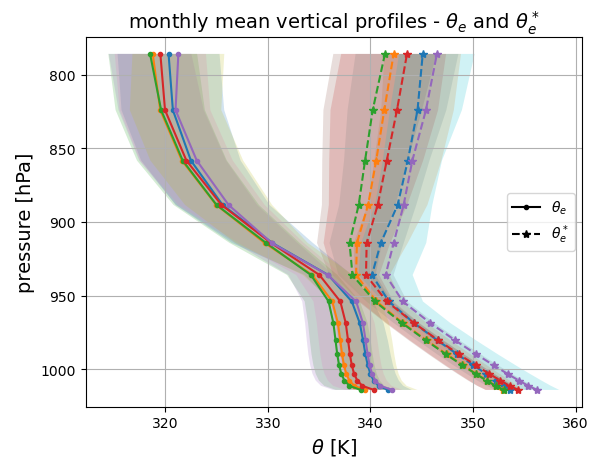 monthly mean vertical profiles - θₑ and θₑ*
800
850
900
950
1000
pressure [hPa]
θₑ
θₑ*
320 330 340 350 360
θ [K]